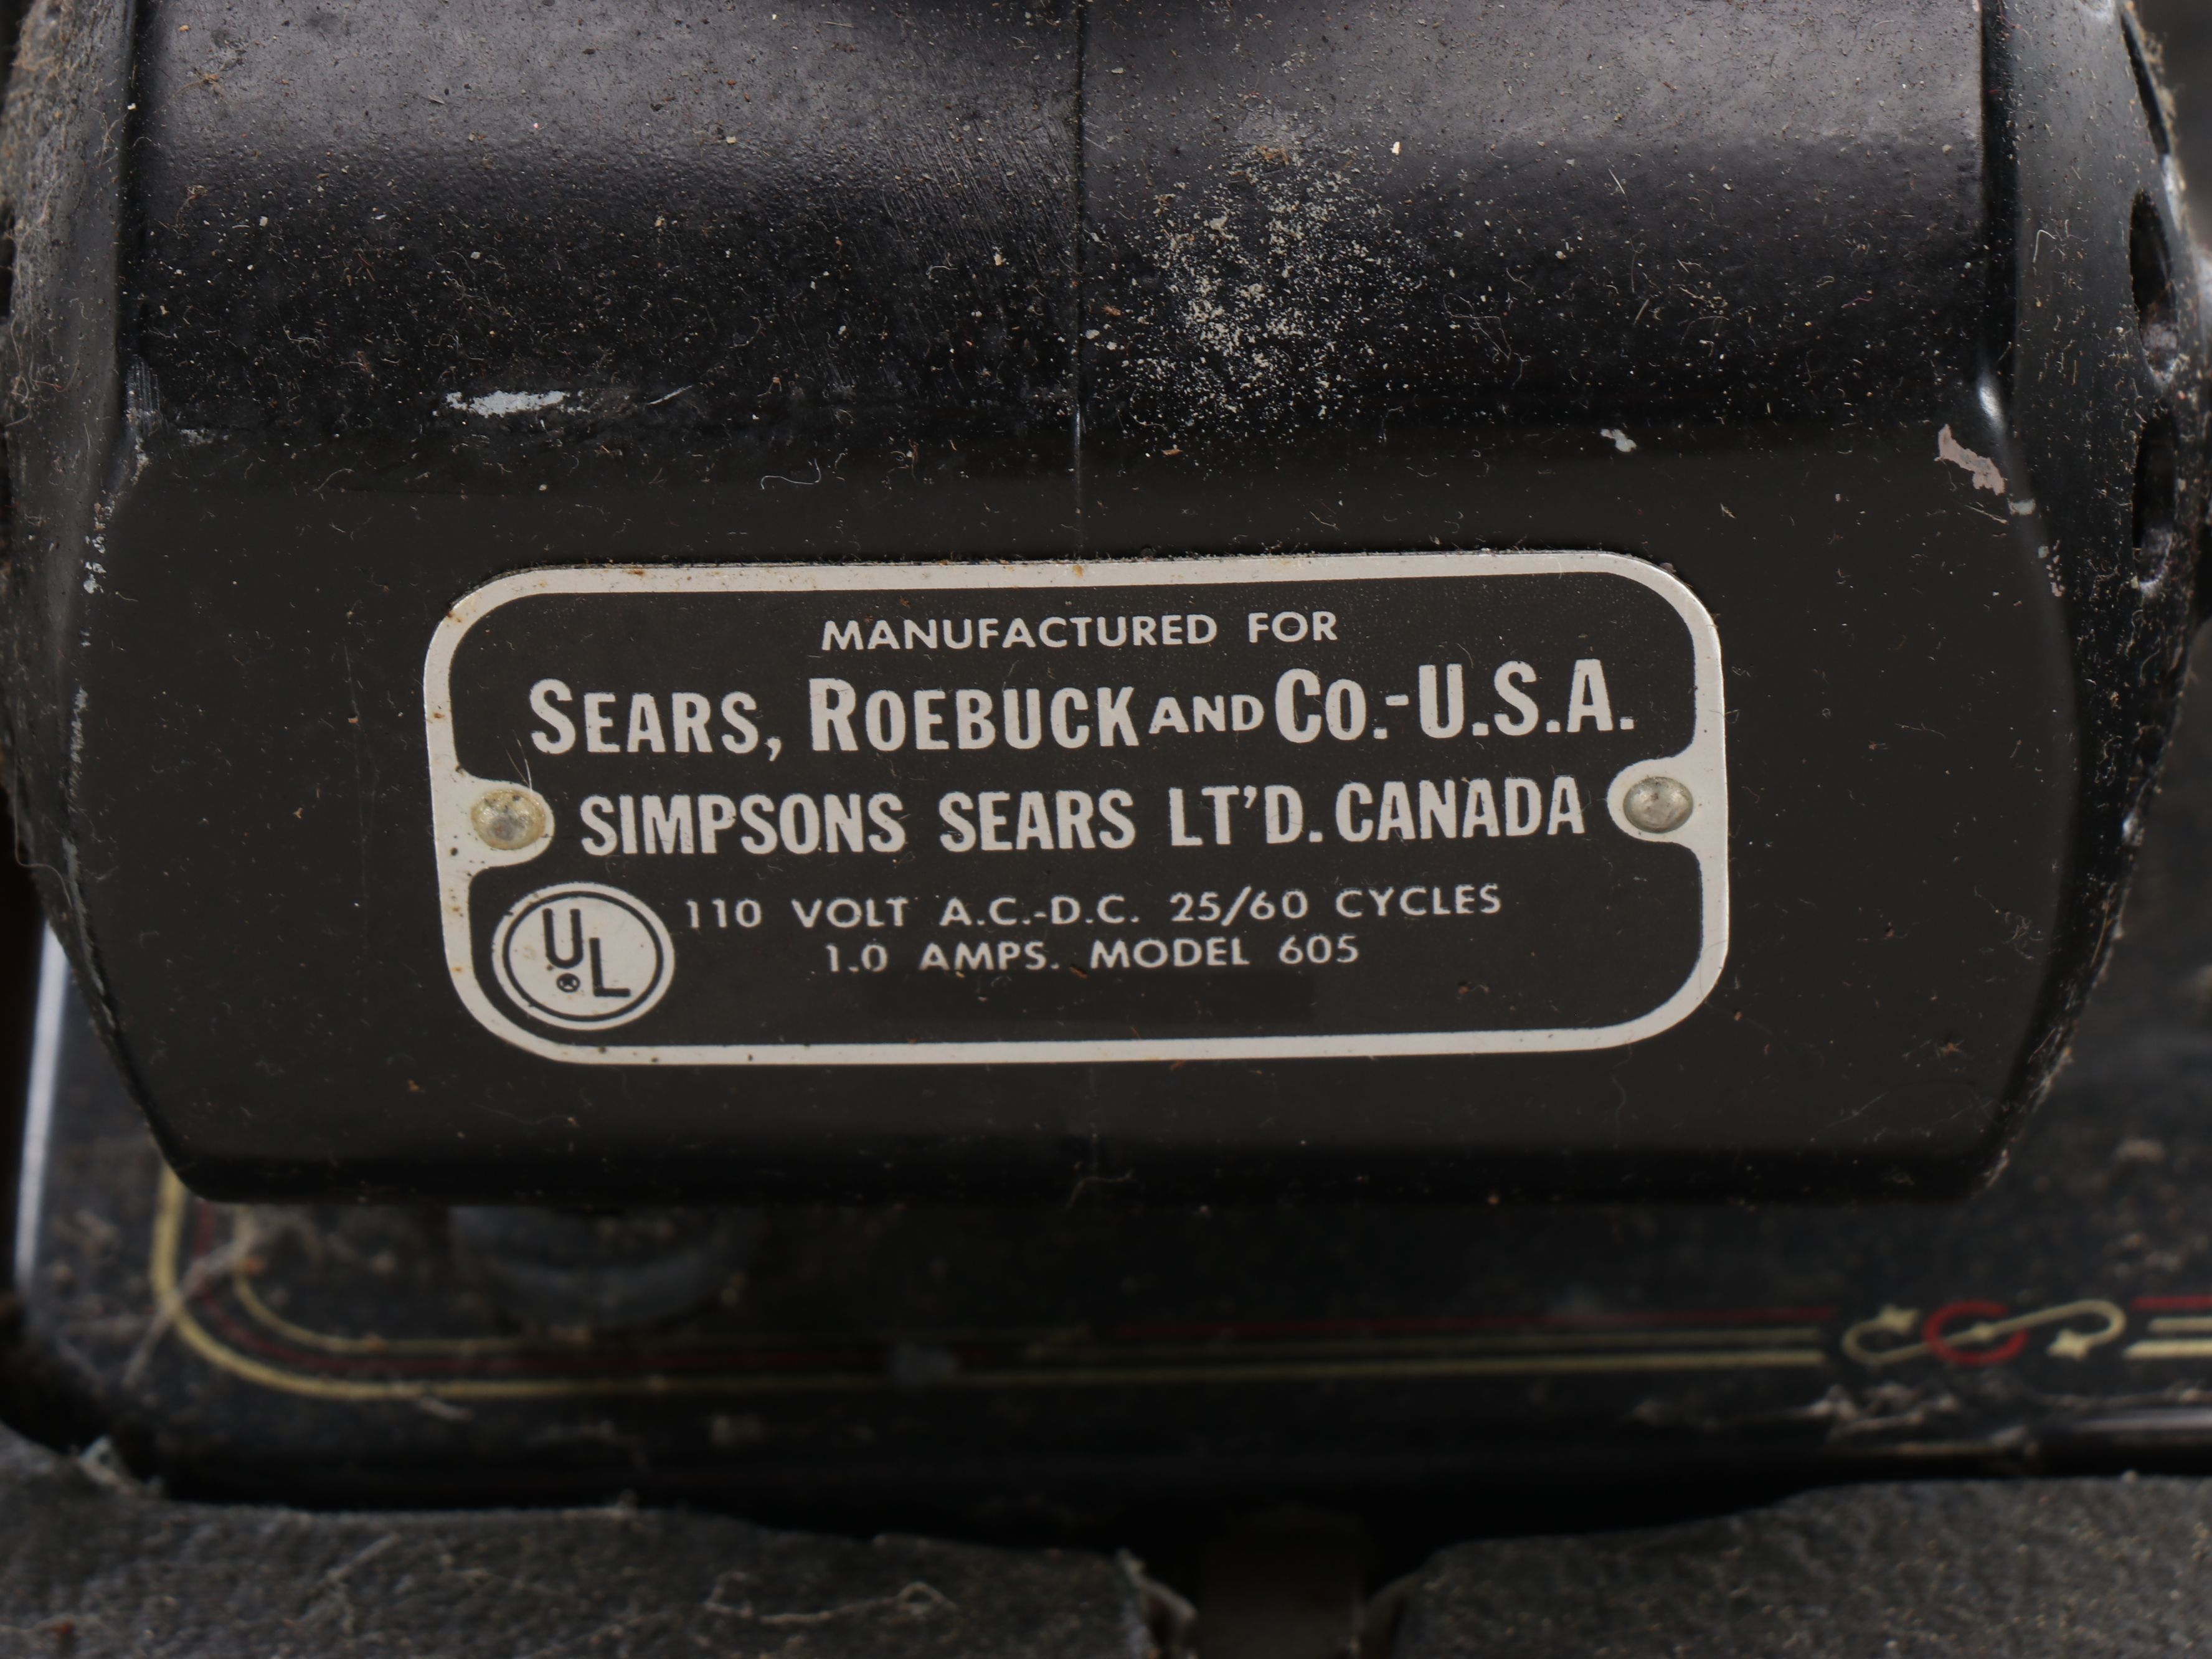 MANUFACTURED FOR
SEARS, ROEBUCK AND CO.-U.S.A.
SIMPSONS SEARS LT'D. CANADA
UL 110 VOLT A.C.-D.C. 25/60 CYCLES
® 1.0 AMPS. MODEL 605